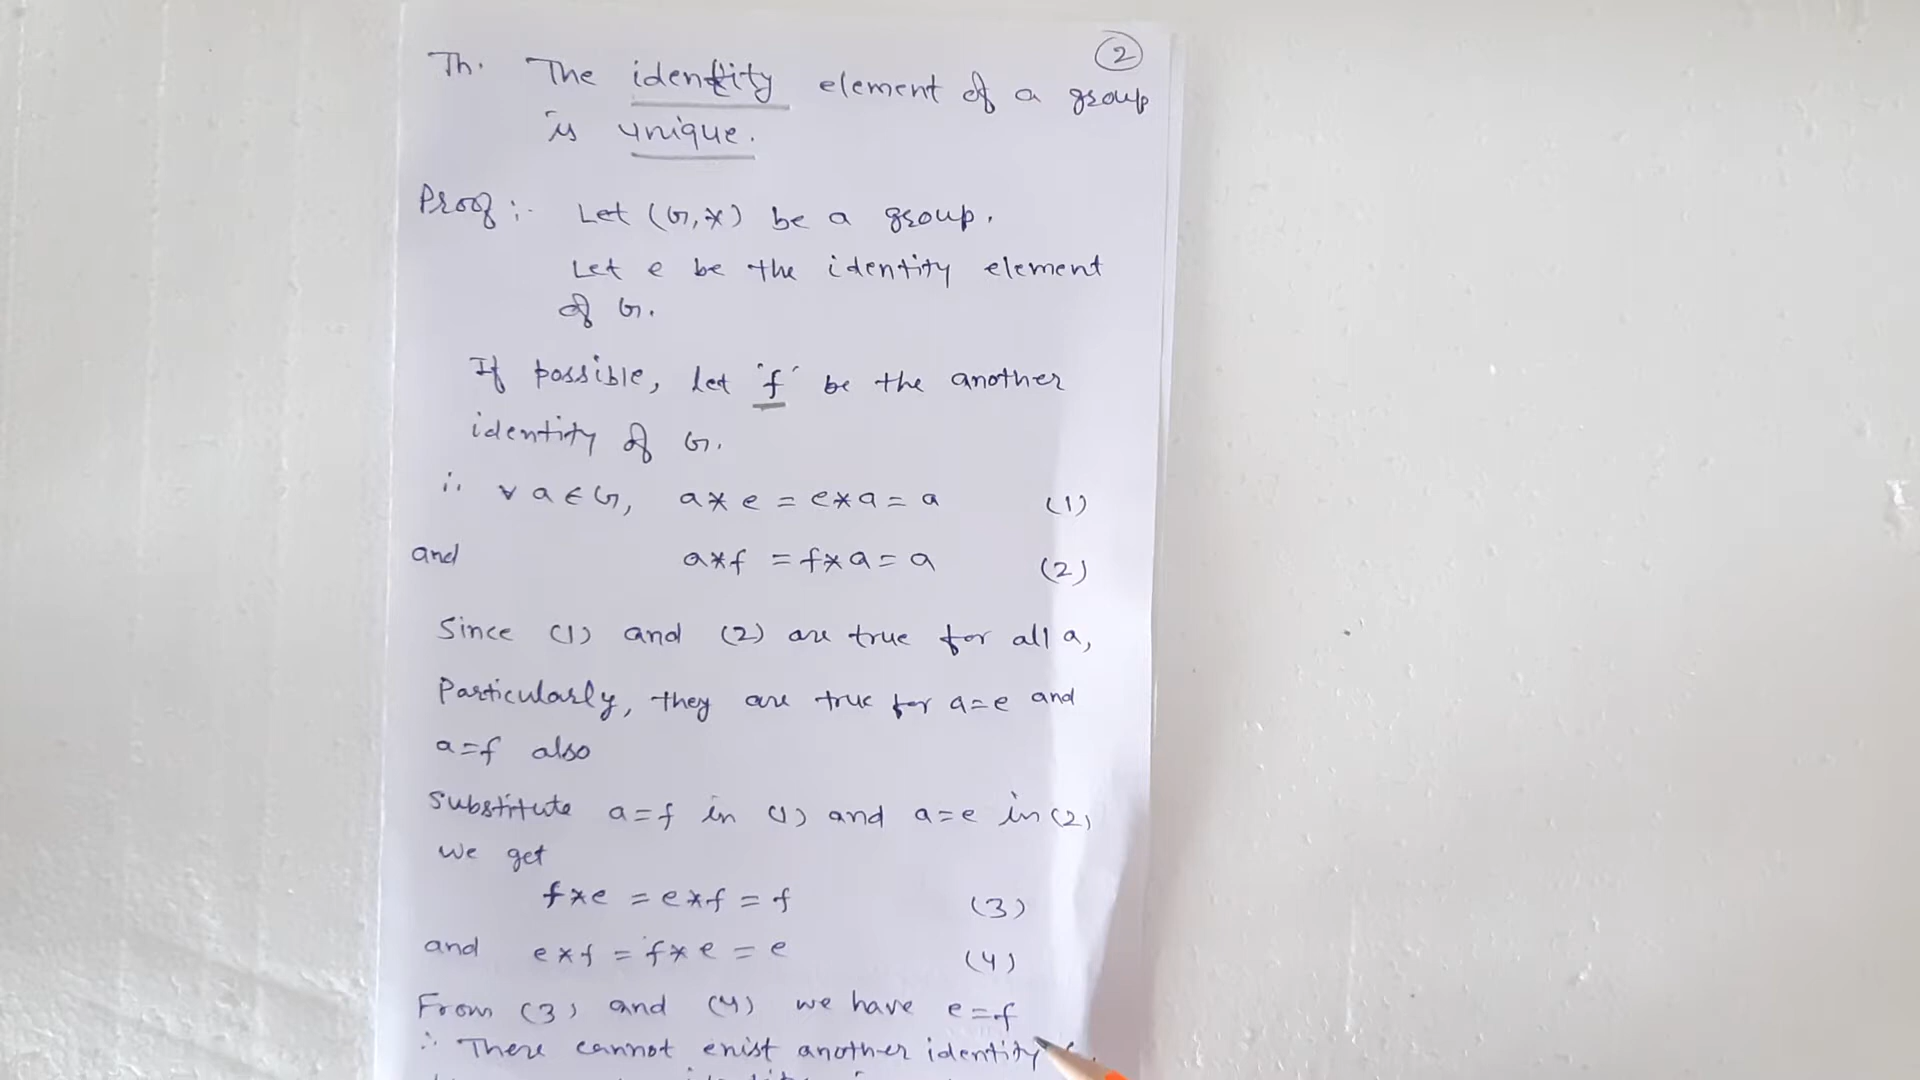 (2)
Th. The identity element of a group
is unique.
Proof :- Let (G,*) be a group.
Let e be the identity element
of G.
If possible, let 'f' be the another
identity of G.
∴ ∀ a ∈ G, a * e = e * a = a (1)
and a * f = f * a = a (2)
Since (1) and (2) are true for all a,
Particularly, they are true for a=e and
a=f also
Substitute a=f in (1) and a=e in (2)
we get
f * e = e * f = f (3)
and e * f = f * e = e (4)
From (3) and (4) we have e=f
∴ There cannot exist another identity